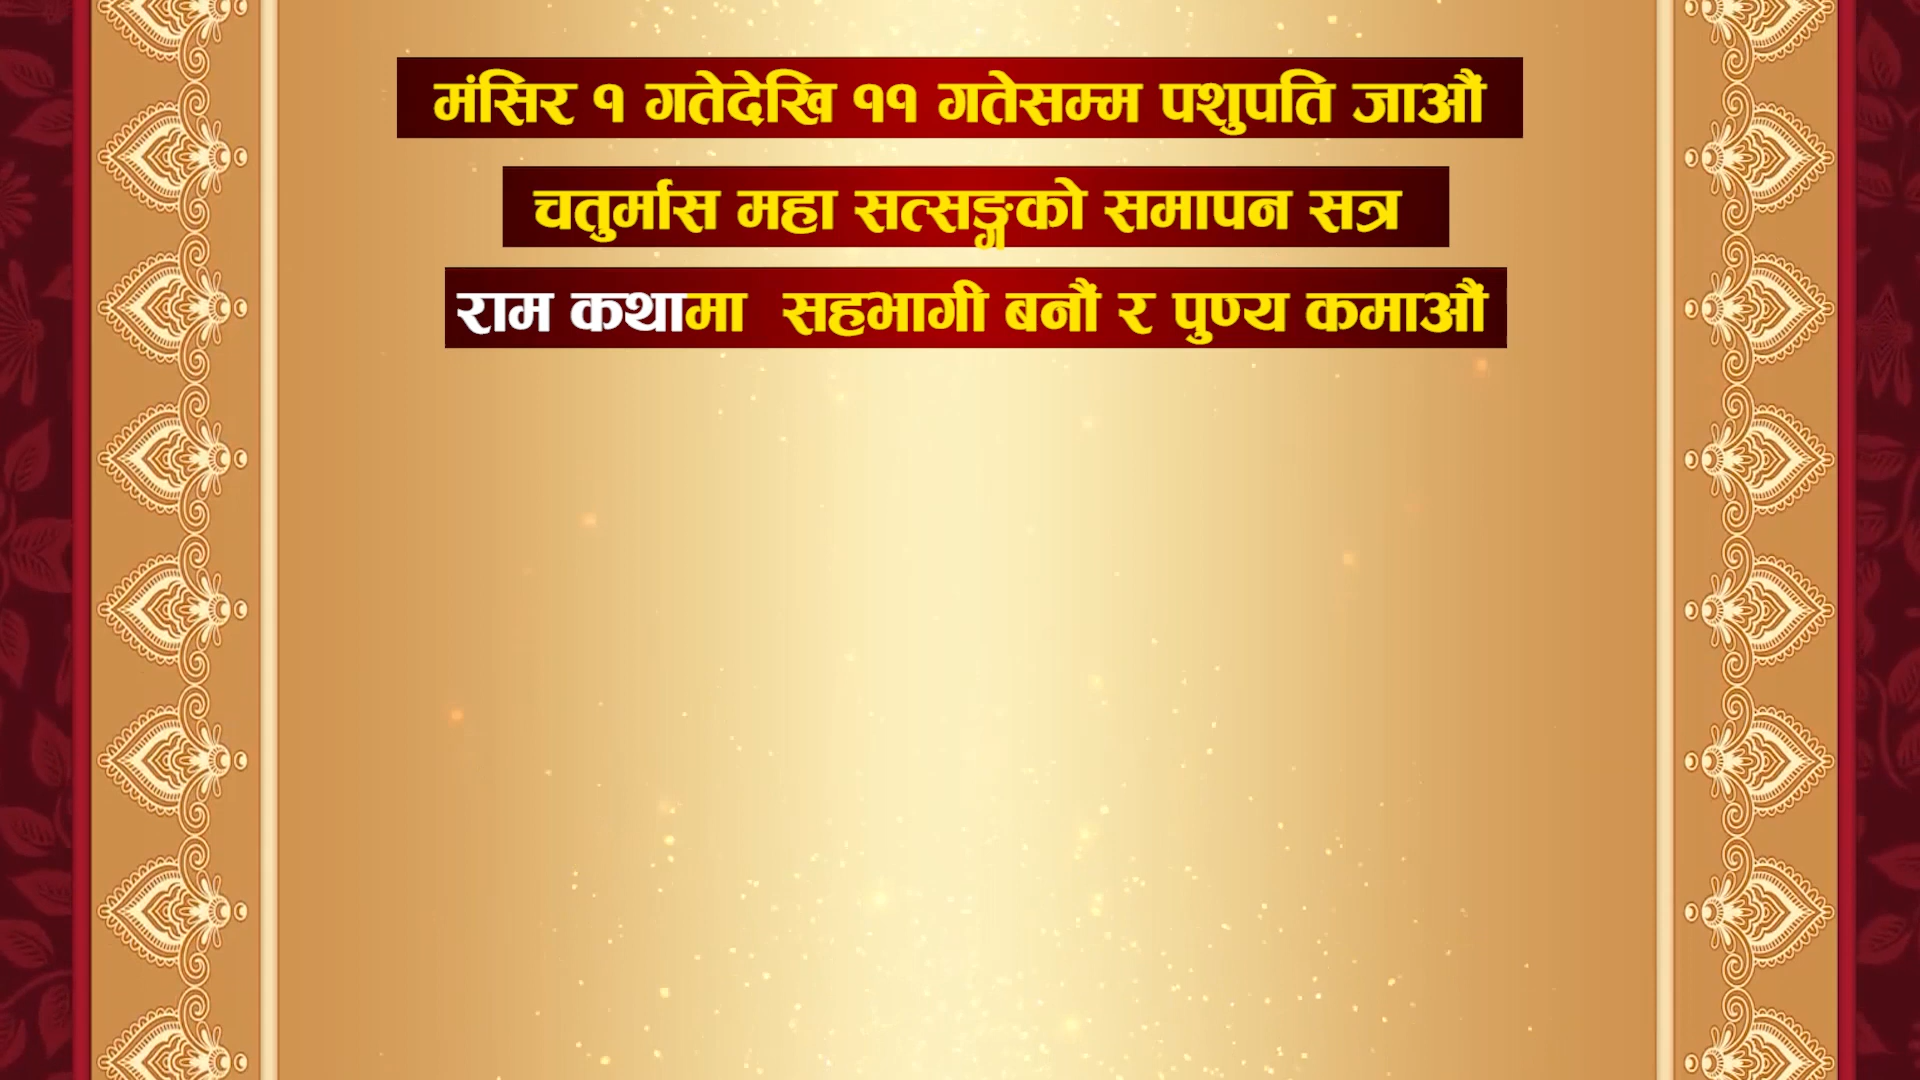 मंसिर १ गतेदेखि ११ गतेसम्म पशुपति जाऔं
चतुर्मास महा सत्सङ्गको समापन सत्र
राम कथामा सहभागी बनौं र पुण्य कमाऔं